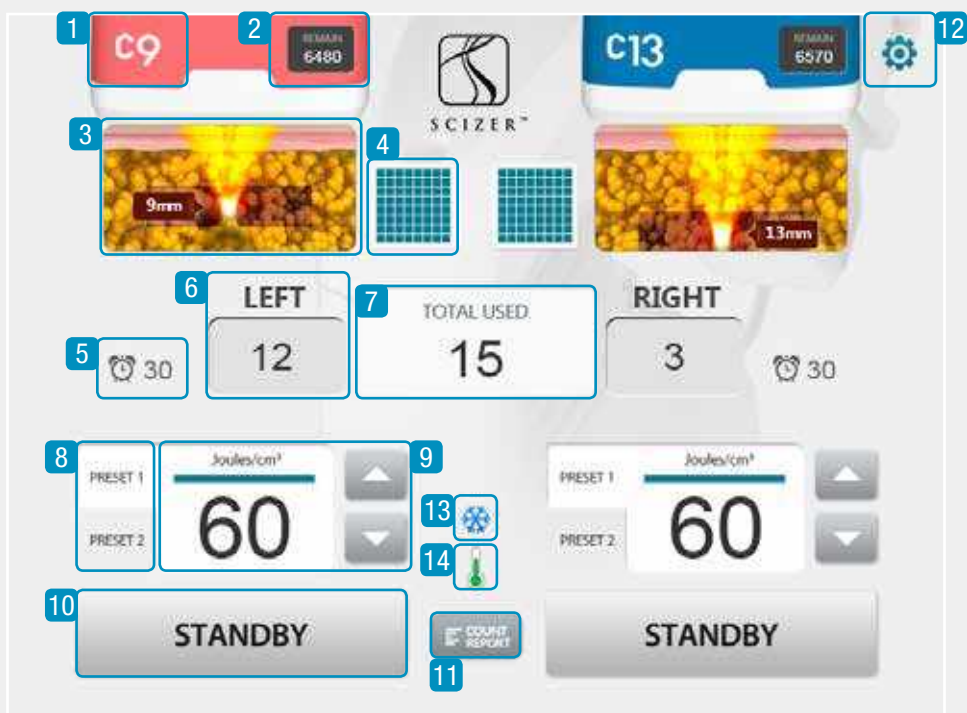 1
C9
2
REMAIN
6480
C13
REMAIN
6570
12
SCIZER™
3
9mm
4
13mm
6
LEFT
12
7
TOTAL USED
15
RIGHT
3
5
30
30
8
PRESET 1
PRESET 2
Joules/cm²
60
9
13
14
PRESET 1
PRESET 2
Joules/cm²
60
10
STANDBY
COUNT
REPORT
11
STANDBY